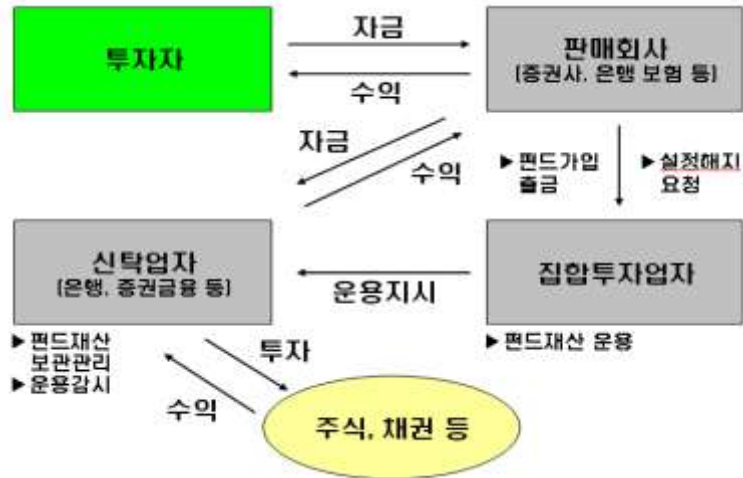 투자자
자금
수익
판매회사
(증권사, 은행 보험 등)
자금
수익
▶ 펀드가입
출금
▶ 설정해지
요청
신탁업자
(은행, 증권금융 등)
운용지시
집합투자업자
▶ 펀드재산
보관관리
▶ 운용감시
▶ 펀드재산 운용
투자
수익
주식, 채권 등